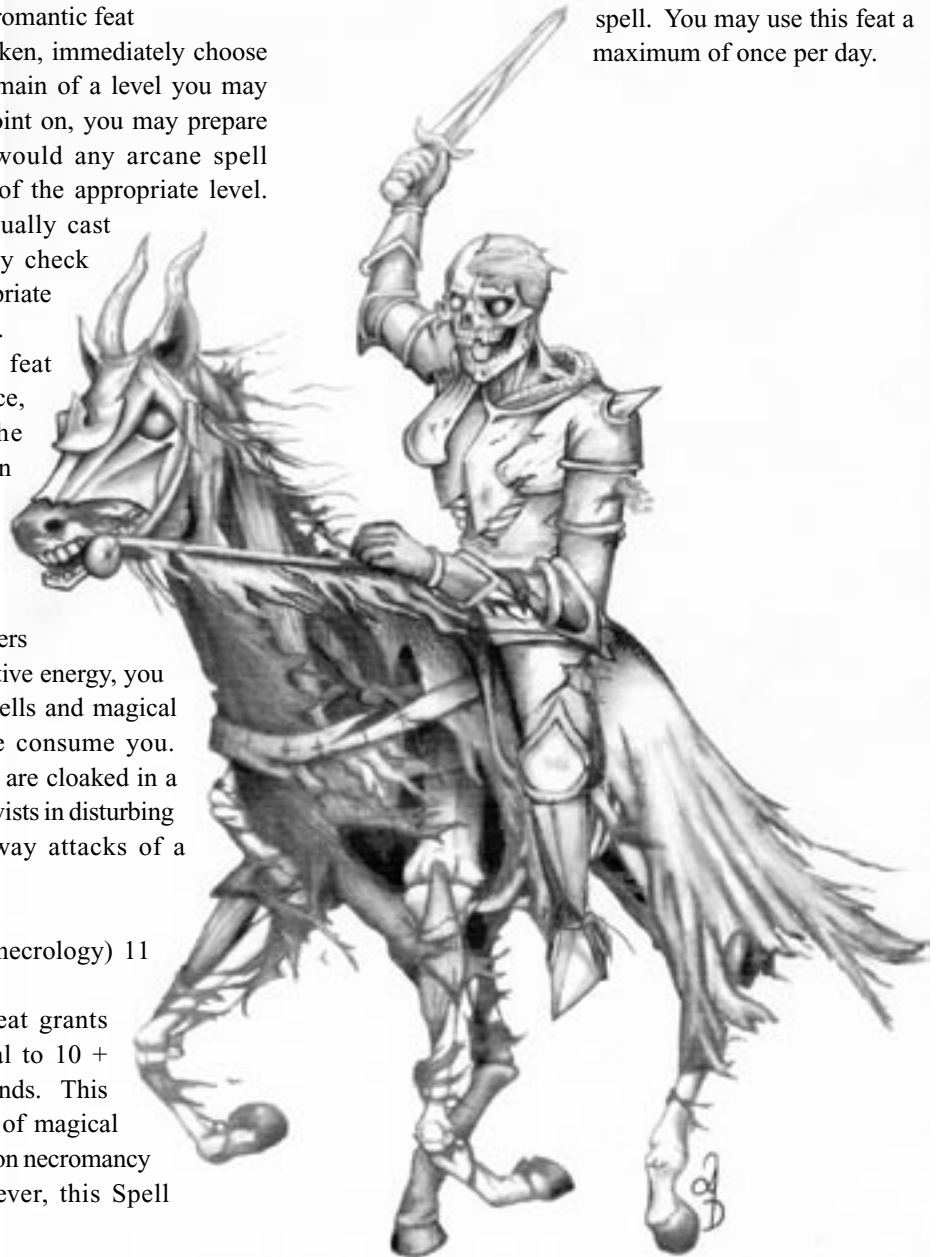 romantic feat
ken, immediately choose
main of a level you may
oint on, you may prepare
would any arcane spell
of the appropriate level.
ually cast
y check
priate
.
feat
ce,
he
n
ers
tive energy, you
ells and magical
e consume you.
are cloaked in a
vists in disturbing
way attacks of a
necrology) 11
eat grants
al to 10 +
nds. This
of magical
on necromancy
ever, this Spell
spell. You may use this feat a
maximum of once per day.